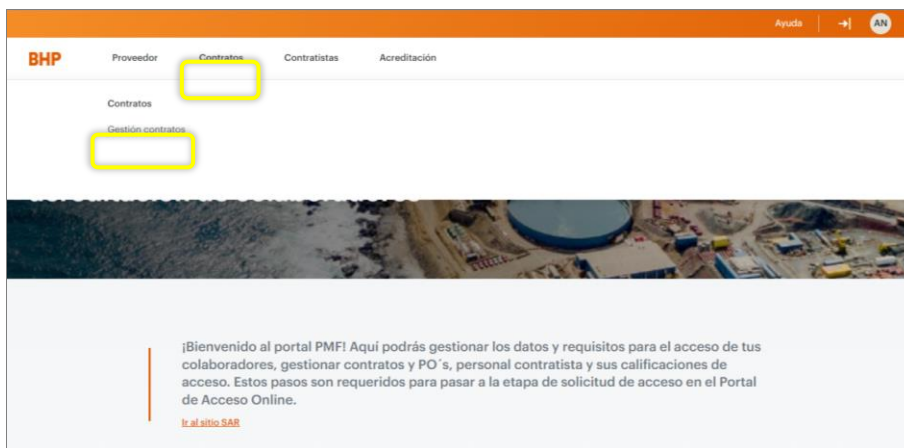 Ayuda
AN
BHP
Proveedor
Contratos
Contratistas
Acreditación
Contratos
Gestión contratos
¡Bienvenido al portal PMF! Aquí podrás gestionar los datos y requisitos para el acceso de tus
colaboradores, gestionar contratos y PO´s, personal contratista y sus calificaciones de
acceso. Estos pasos son requeridos para pasar a la etapa de solicitud de acceso en el Portal
de Acceso Online.
Ir al sitio SAR